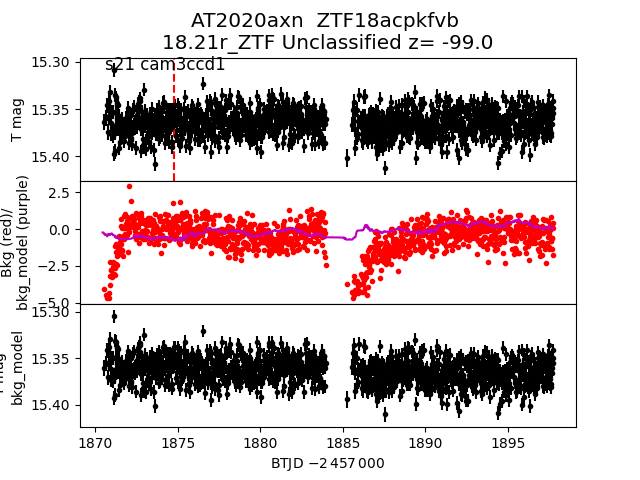 AT2020axn  ZTF18acpkfvb
18.21r_ZTF Unclassified z= -99.0
s21 cam3ccd1
15.30
15.35
15.40
T mag
2.5
0.0
−2.5
−5.0
Bkg (red)/
bkg_model (purple)
15.30
15.35
15.40
bkg_model
1870
1875
1880
1885
1890
1895
BTJD −2 457 000